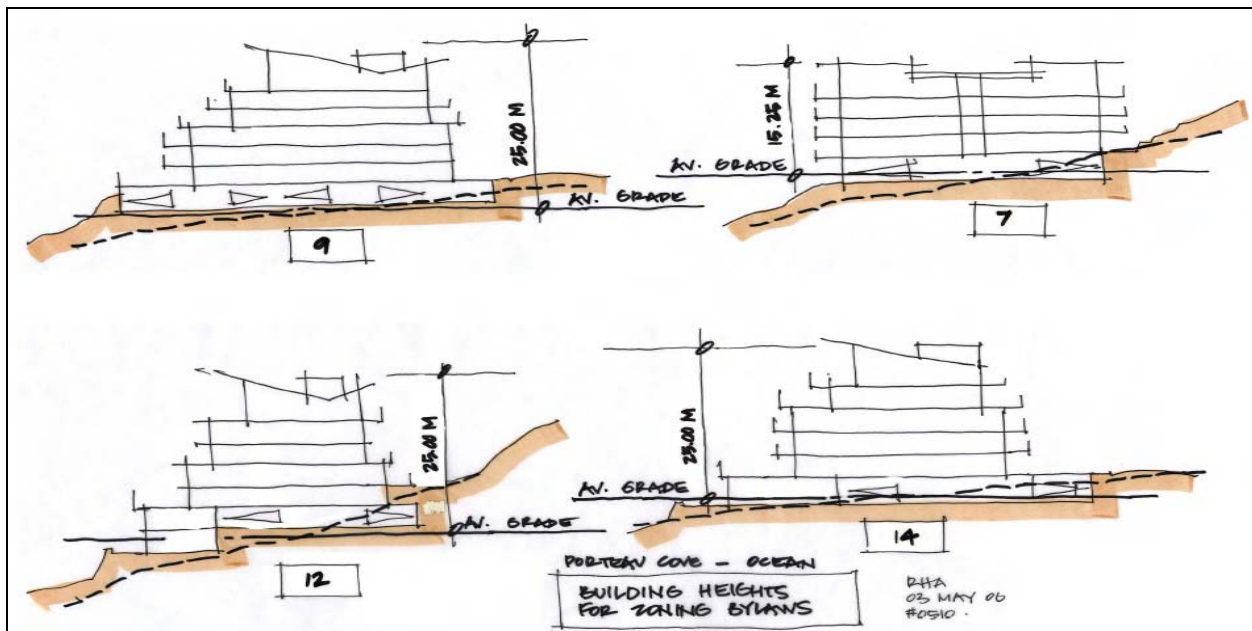 25.00 M
AV. GRADE
9
15.25 M
AV. GRADE
7
25.00 M
AV. GRADE
12
25.00 M
AV. GRADE
14
PORTEAU COVE - OCEAN
BUILDING HEIGHTS
FOR ZONING BYLAWS
RHA
03 MAY 06
#0510.